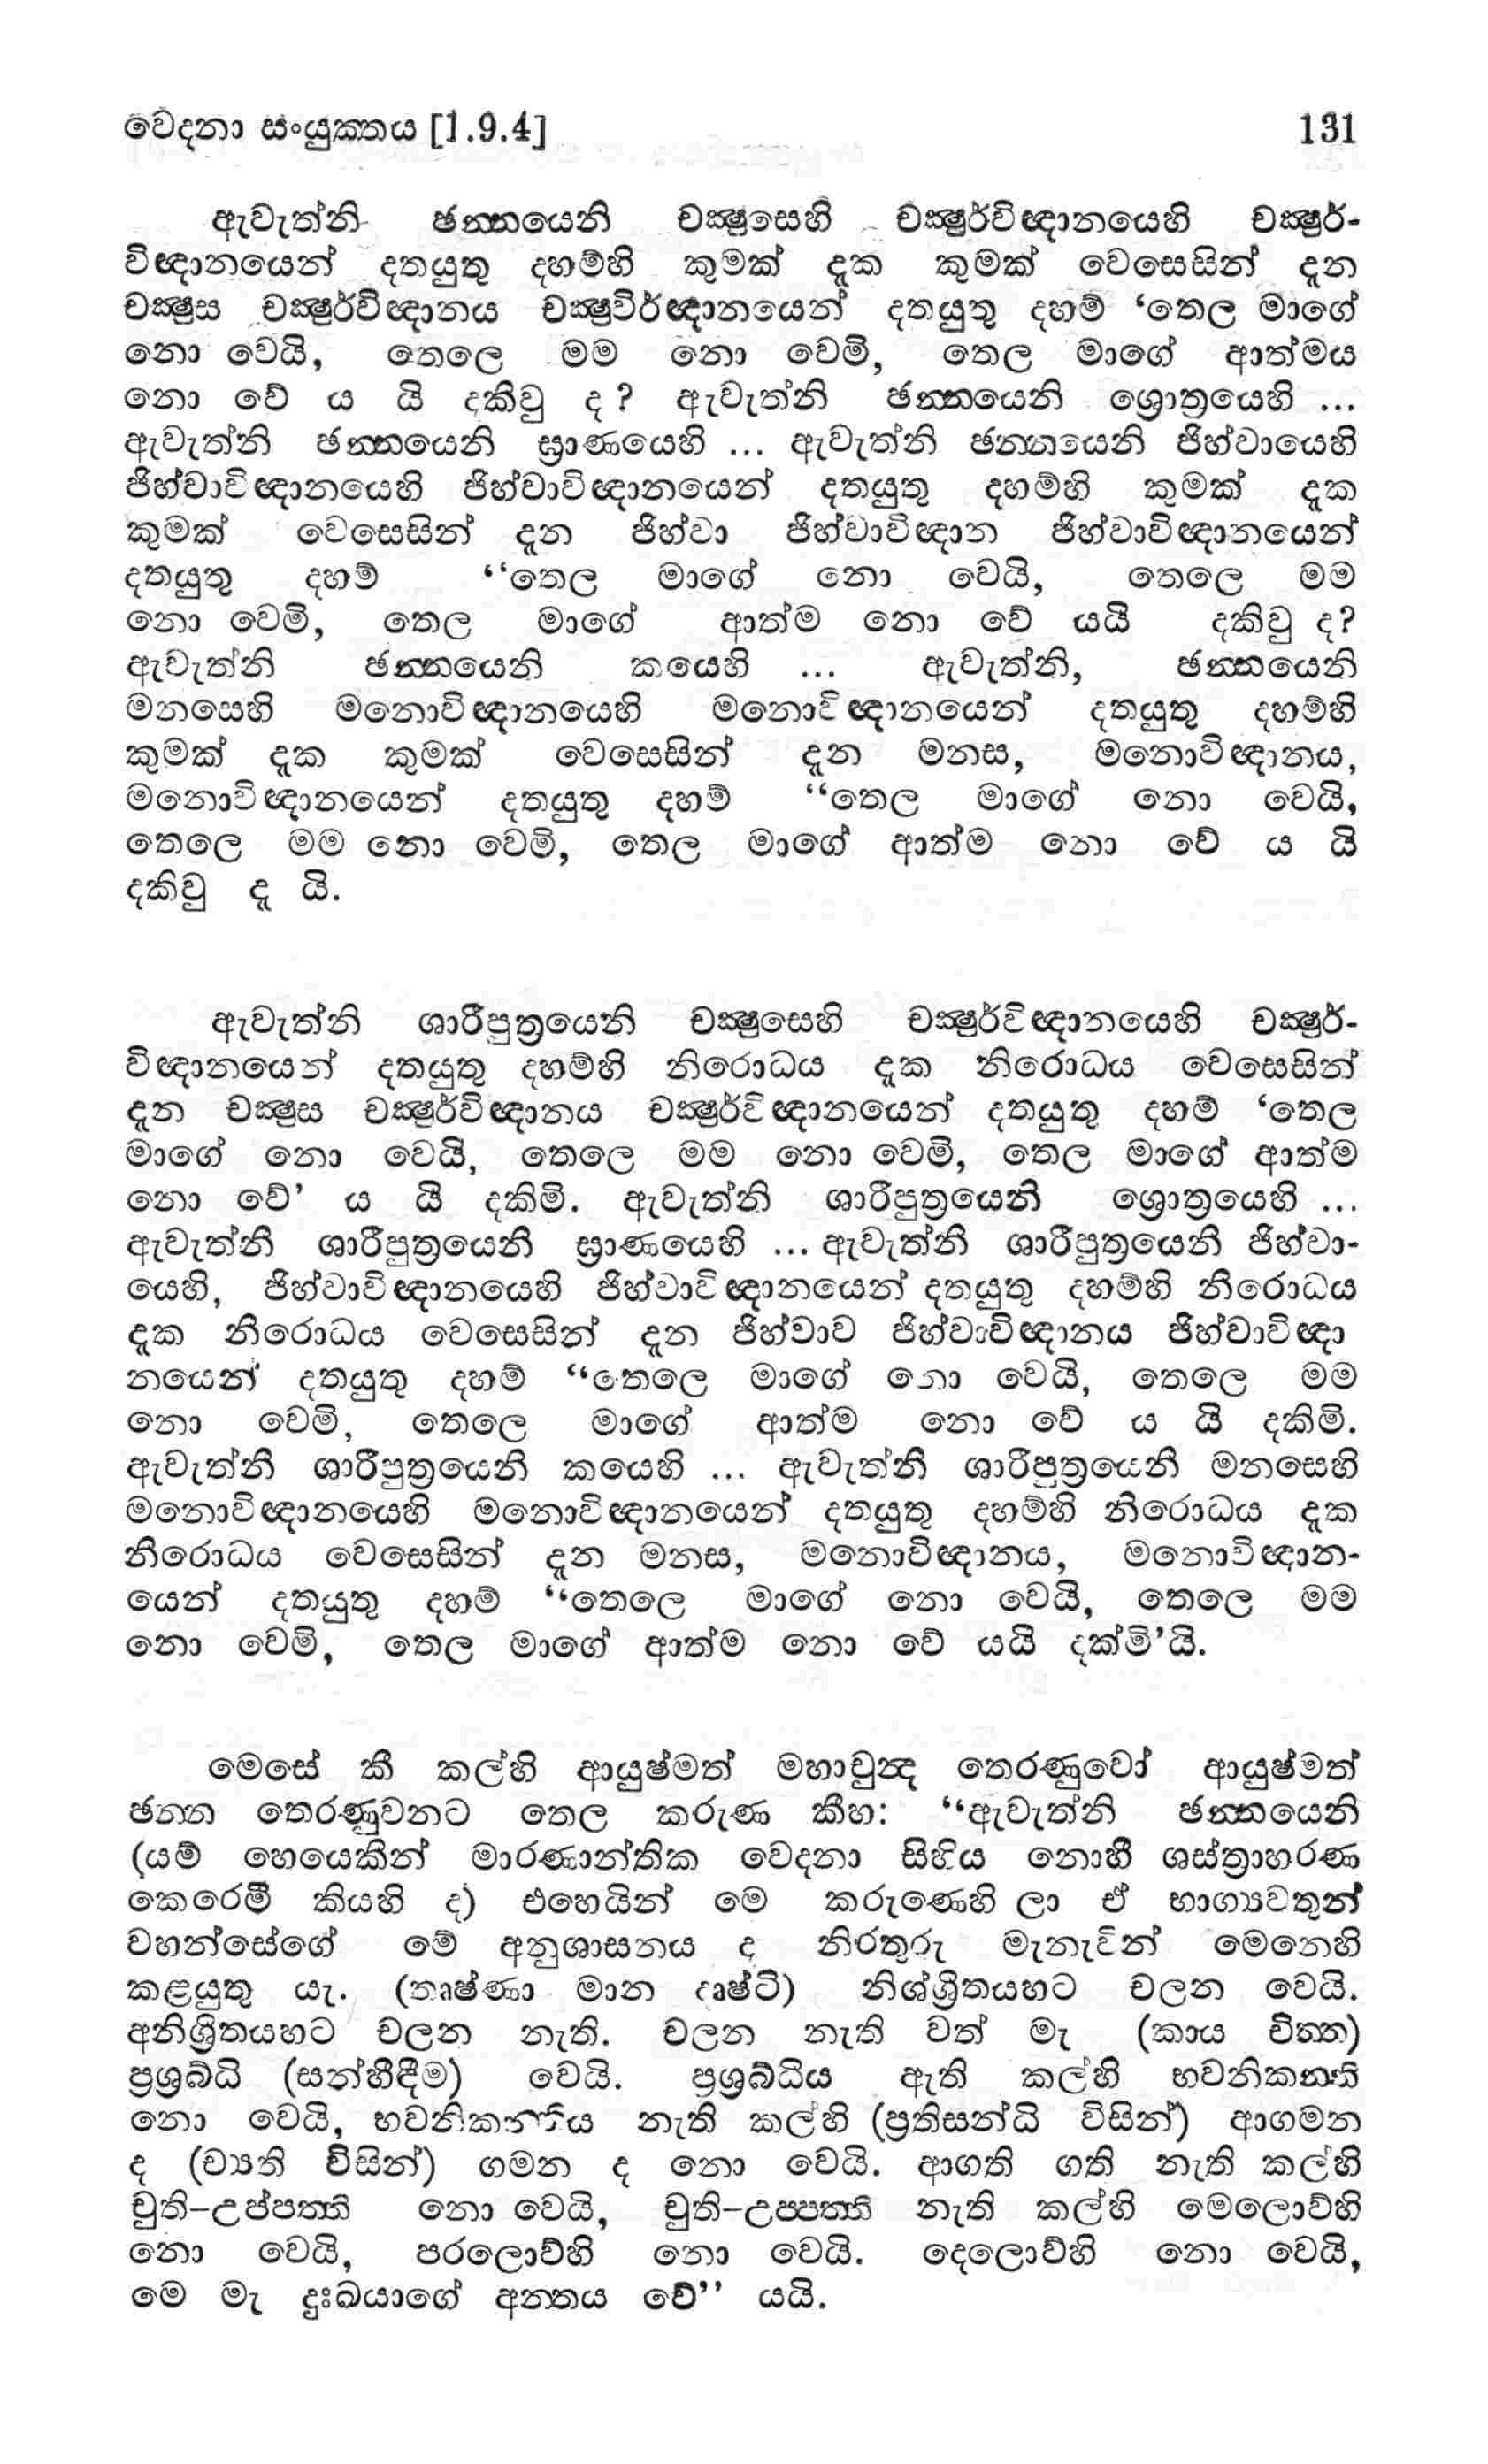 වෙදනා සංයුක්තය [1.9.4] 131
ඇවැත්නි ඡන්නයෙනි චක්ෂුසෙහි චක්ෂුර්විඥානයෙහි චක්ෂුර්-
විඥානයෙන් දතයුතු දහම්හි කුමක් දැක කුමක් වෙසෙසින් දැන
චක්ෂුස චක්ෂුර්විඥානය චක්ෂුවිර්ඥානයෙන් දතයුතු දහම් ‘තෙල මාගේ
නො වෙයි, තෙලෙ මම නො වෙමි, තෙල මාගේ ආත්මය
නො වේ ය යි දකිවු ද? ඇවැත්නි ඡන්නයෙනි ශ්‍රොත්‍රයෙහි ...
ඇවැත්නි ඡන්නයෙනි ඝ්‍රාණයෙහි ... ඇවැත්නි ඡන්නයෙනි ජිහ්වායෙහි
ජිහ්වාවිඥානයෙහි ජිහ්වාවිඥානයෙන් දතයුතු දහම්හි කුමක් දැක
කුමක් වෙසෙසින් දැන ජිහ්වා ජිහ්වාවිඥාන ජිහ්වාවිඥානයෙන්
දතයුතු දහම් “තෙල මාගේ නො වෙයි, තෙලෙ මම
නො වෙමි, තෙල මාගේ ආත්ම නො වේ යයි දකිවු ද?
ඇවැත්නි ඡන්නයෙනි කයෙහි ... ඇවැත්නි, ඡන්නයෙනි
මනසෙහි මනොවිඥානයෙහි මනොවිඥානයෙන් දතයුතු දහම්හි
කුමක් දැක කුමක් වෙසෙසින් දැන මනස, මනොවිඥානය,
මනොවිඥානයෙන් දතයුතු දහම් “තෙල මාගේ නො වෙයි,
තෙලෙ මම නො වෙමි, තෙල මාගේ ආත්ම නො වේ ය යි
දකිවු දැ යි.
ඇවැත්නි ශාරීපුත්‍රයෙනි චක්ෂුසෙහි චක්ෂුර්විඥානයෙහි චක්ෂුර්-
විඥානයෙන් දතයුතු දහම්හි නිරොධය දැක නිරොධය වෙසෙසින්
දැන චක්ෂුස චක්ෂුර්විඥානය චක්ෂුර්විඥානයෙන් දතයුතු දහම් ‘තෙල
මාගේ නො වෙයි, තෙලෙ මම නො වෙමි, තෙල මාගේ ආත්ම
නො වේ’ ය යි දකිමි. ඇවැත්නි ශාරීපුත්‍රයෙනි ශ්‍රොත්‍රයෙහි ...
ඇවැත්නි ශාරීපුත්‍රයෙනි ඝ්‍රාණයෙහි ... ඇවැත්නි ශාරීපුත්‍රයෙනි ජිහ්වා-
යෙහි, ජිහ්වාවිඥානයෙහි ජිහ්වාවිඥානයෙන් දතයුතු දහම්හි නිරොධය
දැක නිරොධය වෙසෙසින් දැන ජිහ්වාව ජිහ්වාවිඥානය ජිහ්වාවිඥා
නයෙන් දතයුතු දහම් “තෙලෙ මාගේ නො වෙයි, තෙලෙ මම
නො වෙමි, තෙලෙ මාගේ ආත්ම නො වේ ය යි දකිමි.
ඇවැත්නි ශාරීපුත්‍රයෙනි කයෙහි ... ඇවැත්නි ශාරීපුත්‍රයෙනි මනසෙහි
මනොවිඥානයෙහි මනොවිඥානයෙන් දතයුතු දහම්හි නිරොධය දැක
නිරොධය වෙසෙසින් දැන මනස, මනොවිඥානය, මනොවිඥාන-
යෙන් දතයුතු දහම් “තෙලෙ මාගේ නො වෙයි, තෙලෙ මම
නො වෙමි, තෙල මාගේ ආත්ම නො වේ යයි දක්මි’යි.
මෙසේ කී කල්හි ආයුෂ්මත් මහාචුන්ද තෙරණුවෝ ආයුෂ්මත්
ඡන්න තෙරණුවනට තෙල කරුණ කීහ: “ඇවැත්නි ඡන්නයෙනි
(යම් හෙයෙකින් මාරණාන්තික වෙදනා සිහිය නොහී ශස්ත්‍රාහරණ
කෙරෙමී කියහි ද) එහෙයින් මෙ කරුණෙහි ලා ඒ භාග්‍යවතුන්
වහන්සේගේ මේ අනුශාසනය ද නිරතුරු මැනැවින් මෙනෙහි
කළයුතු යැ. (තෘෂ්ණා මාන දෘෂ්ටි) නිශ්ශ්‍රිතයහට චලන වෙයි.
අනිශ්‍රිතයහට චලන නැති. චලන නැති වත් මැ (කාය චිත්ත)
ප්‍රශ්‍රබ්ධි (සන්හිඳීම) වෙයි. ප්‍රශ්‍රබ්ධිය ඇති කල්හි භවනිකන්ති
නො වෙයි, භවනිකන්තිය නැති කල්හි (ප්‍රතිසන්ධි විසින්) ආගමන
ද (ච්‍යුති විසින්) ගමන ද නො වෙයි. ආගති ගති නැති කල්හි
චුති-උප්පත්ති නො වෙයි, චුති-උප්පත්ති නැති කල්හි මෙලොව්හි
නො වෙයි, පරලොව්හි නො වෙයි. දෙලොව්හි නො වෙයි,
මෙ මැ දුඃඛයාගේ අන්තය වේ” යයි.